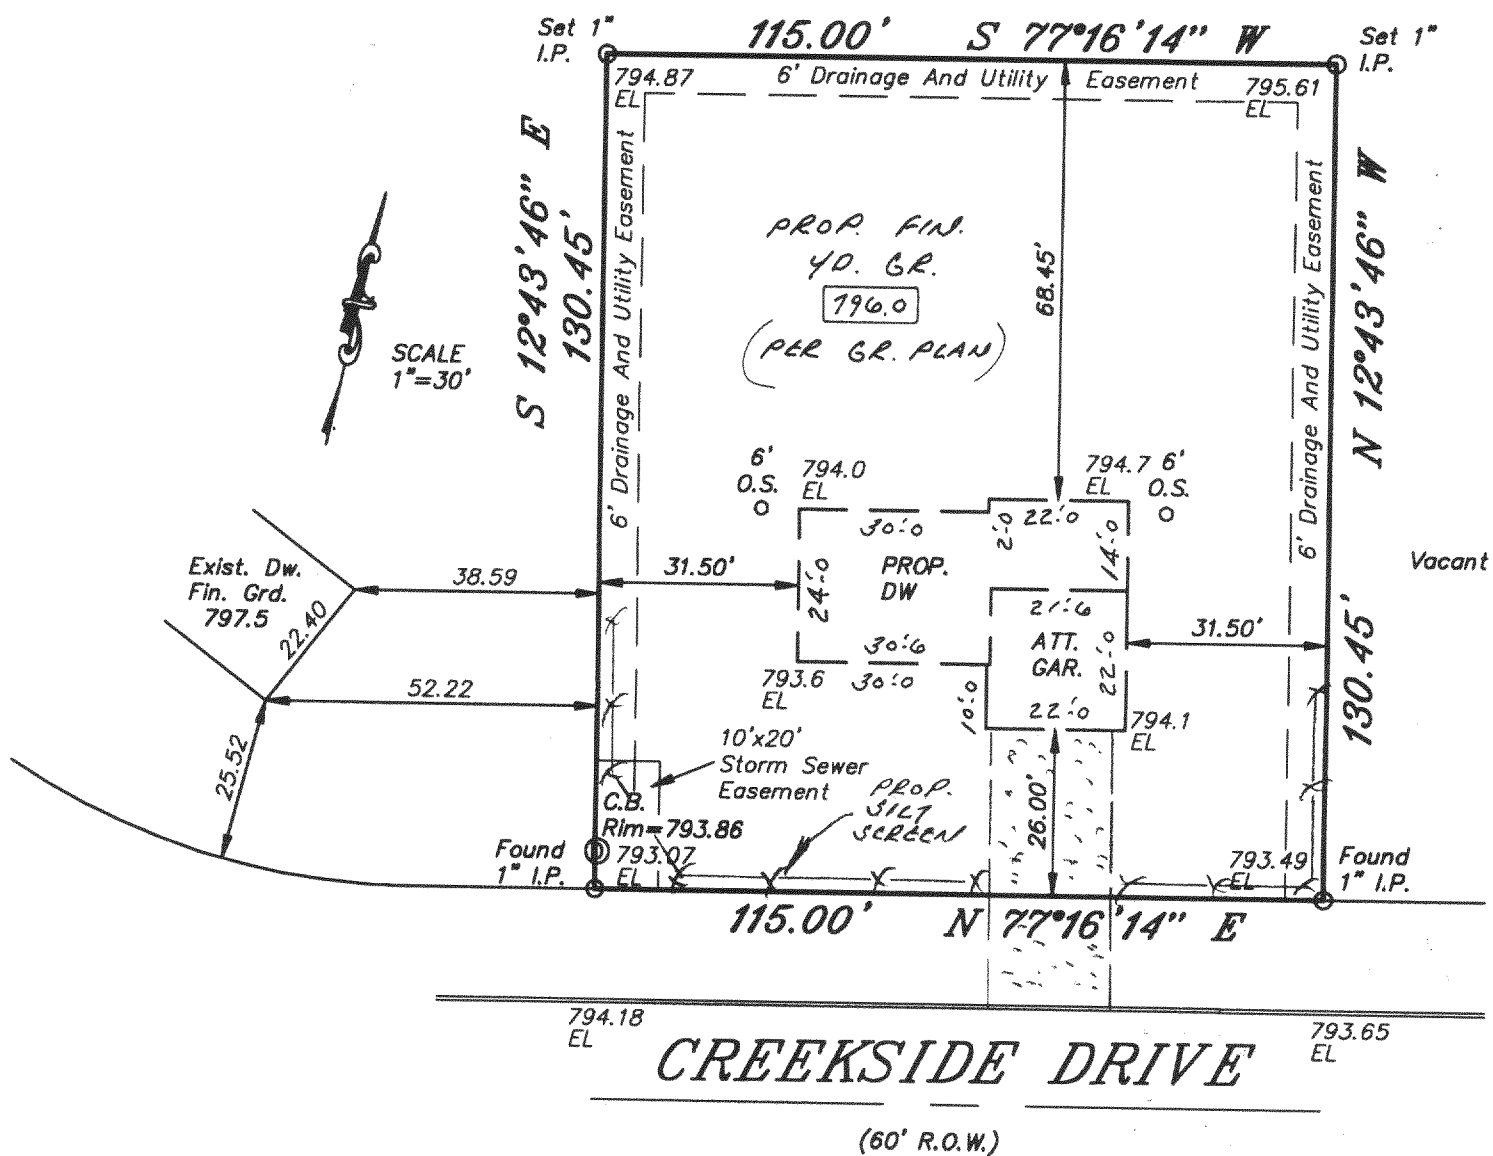 Set 1"
I.P.
115.00' S 77°16'14" W
Set 1"
I.P.
794.87
EL
6' Drainage And Utility Easement
795.61
EL
S 12°43'46" E
130.45'
6' Drainage And Utility Easement
N 12°43'46" W
130.45'
6' Drainage And Utility Easement
PROP. FIN.
YD. GR.
796.0
(PER GR. PLAN)
68.45'
SCALE
1"=30'
6'
O.S.
794.0
EL
794.7
EL
6'
O.S.
30'-0
2'-0
22'-0
14'-0
Exist. Dw.
Fin. Grd.
797.5
22.40
38.59
31.50'
24'-0
PROP.
DW
21'-6
ATT.
GAR.
22'-0
31.50'
Vacant
30'-6
30'-0
793.6
EL
52.22
10'-0
22'-0
794.1
EL
25.52
10'x20'
Storm Sewer
Easement
C.B.
Rim=793.86
PROP.
SILT
SCREEN
26.00'
Found
1" I.P.
793.07
EL
793.49
EL
Found
1" I.P.
115.00' N 77°16'14" E
794.18
EL
793.65
EL
CREEKSIDE DRIVE
(60' R.O.W.)